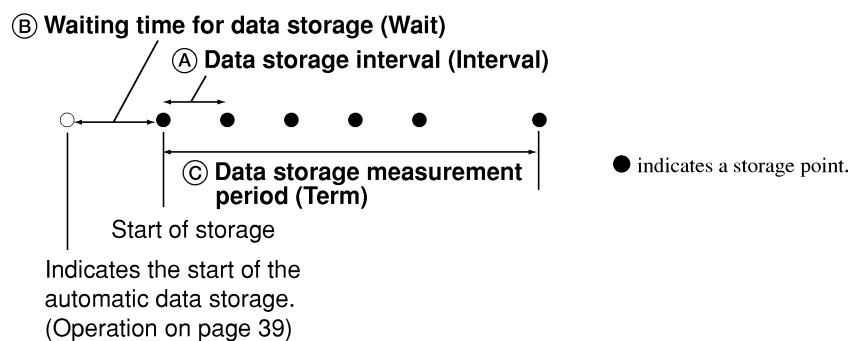 Ⓑ Waiting time for data storage (Wait)
Ⓐ Data storage interval (Interval)
Ⓒ Data storage measurement
period (Term)
● indicates a storage point.
Start of storage
Indicates the start of the
automatic data storage.
(Operation on page 39)